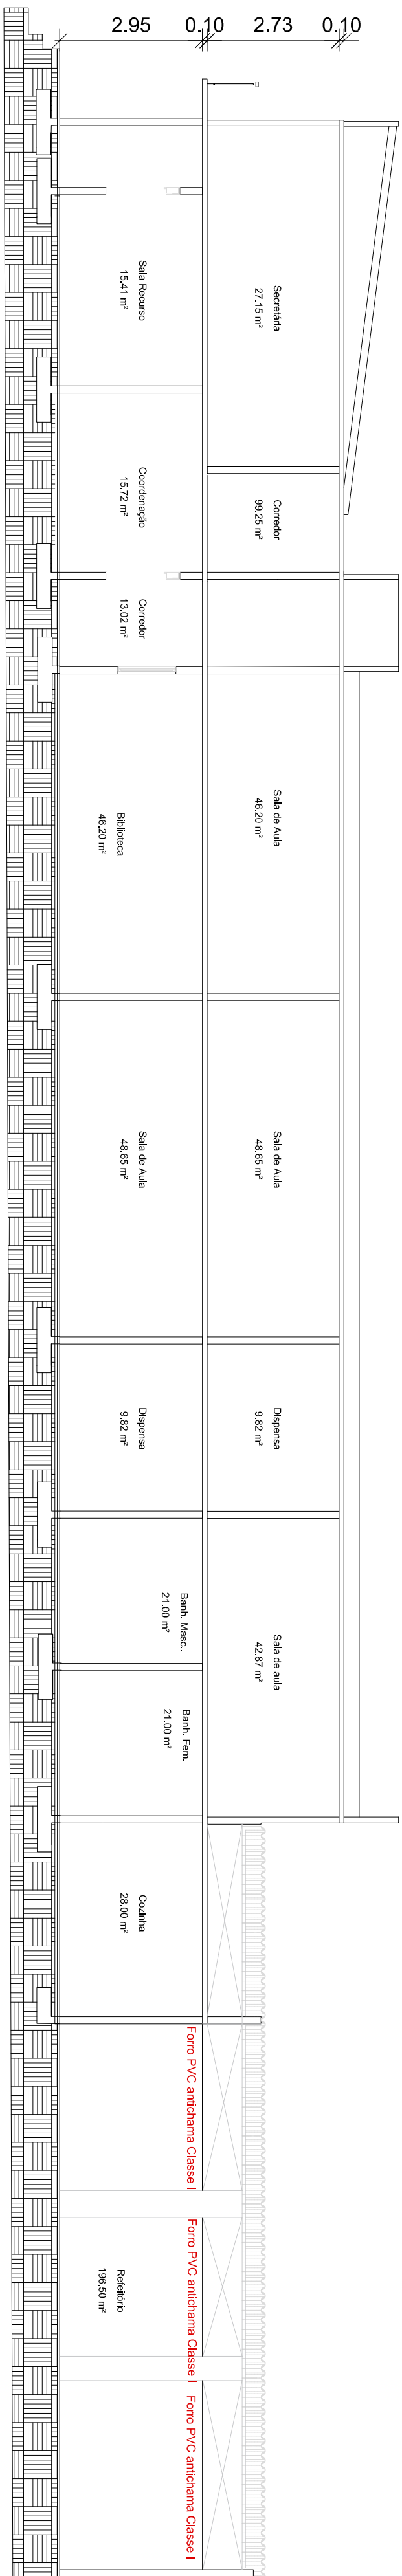 2.95 0.10 2.73 0.10
Secretária
27.15 m²
Sala Recurso
15.41 m²
Corredor
99.25 m²
Coordenação
15.72 m²
Corredor
13.02 m²
Sala de Aula
46.20 m²
Biblioteca
46.20 m²
Sala de Aula
48.65 m²
Sala de Aula
48.65 m²
Dispensa
9.82 m²
Dispensa
9.82 m²
Sala de aula
42.87 m²
Banh. Masc..
21.00 m²
Banh. Fem.
21.00 m²
Cozinha
28.00 m²
Forro PVC antichama Classe I
Forro PVC antichama Classe I
Forro PVC antichama Classe I
Refeitório
196,50 m²